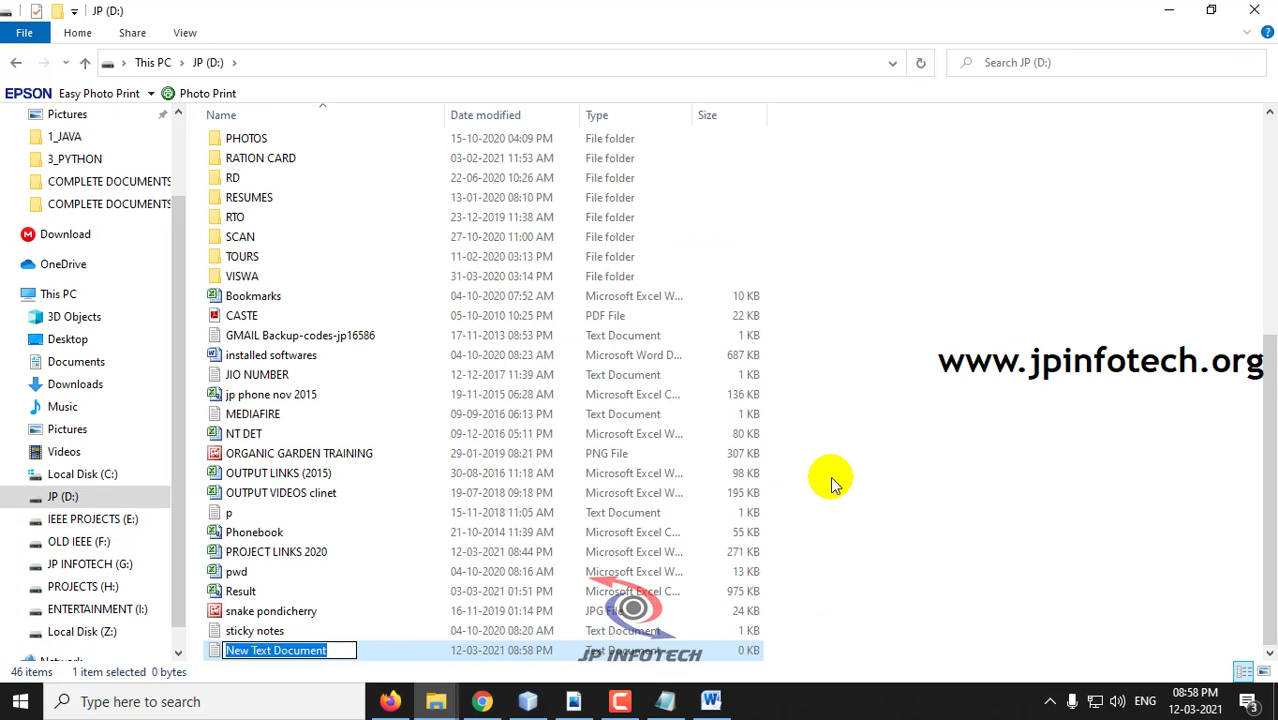 JP (D:)
File Home Share View
This PC JP (D:) Search JP (D:)
EPSON Easy Photo Print Photo Print
Pictures
1_JAVA
3_PYTHON
COMPLETE DOCUMENTS
COMPLETE DOCUMENTS
Download
OneDrive
This PC
3D Objects
Desktop
Documents
Downloads
Music
Pictures
Videos
Local Disk (C:)
JP (D:)
IEEE PROJECTS (E:)
OLD IEEE (F:)
JP INFOTECH (G:)
PROJECTS (H:)
ENTERTAINMENT (I:)
Local Disk (Z:)
Name Date modified Type Size
PHOTOS 15-10-2020 04:09 PM File folder
RATION CARD 03-02-2021 11:53 AM File folder
RD 22-06-2020 10:26 AM File folder
RESUMES 13-01-2020 08:10 PM File folder
RTO 23-12-2019 11:38 AM File folder
SCAN 27-10-2020 11:00 AM File folder
TOURS 11-02-2020 03:13 PM File folder
VISWA 31-03-2020 03:14 PM File folder
Bookmarks 04-10-2020 07:52 AM Microsoft Excel W... 10 KB
CASTE 05-10-2010 10:25 PM PDF File 22 KB
GMAIL Backup-codes-jp16586 17-11-2013 08:53 PM Text Document 1 KB
installed softwares 04-10-2020 08:23 AM Microsoft Word D... 687 KB
JIO NUMBER 12-12-2017 11:39 AM Text Document 1 KB
jp phone nov 2015 19-11-2015 06:28 AM Microsoft Excel C... 136 KB
MEDIAFIRE 09-09-2016 06:13 PM Text Document 1 KB
NT DET 09-12-2016 05:11 PM Microsoft Excel W... 80 KB
ORGANIC GARDEN TRAINING 29-01-2019 08:21 PM PNG File 307 KB
OUTPUT LINKS (2015) 30-08-2016 11:18 AM Microsoft Excel W... 98 KB
OUTPUT VIDEOS clinet 19-07-2018 09:18 PM Microsoft Excel W... 195 KB
p 15-11-2018 11:05 AM Text Document 1 KB
Phonebook 21-10-2014 11:39 AM Microsoft Excel C... 55 KB
PROJECT LINKS 2020 12-03-2021 08:44 PM Microsoft Excel W... 271 KB
pwd 04-10-2020 08:16 AM Microsoft Excel W... 13 KB
Result 03-03-2021 01:51 PM Microsoft Excel C... 975 KB
snake pondicherry 16-11-2019 01:14 PM JPG File 24 KB
sticky notes 04-10-2020 08:20 AM Text Document 1 KB
New Text Document 12-03-2021 08:58 PM Text Document 0 KB
www.jpinfotech.org
JP INFOTECH
46 items 1 item selected 0 bytes
Type here to search
ENG
08:58 PM
12-03-2021
3